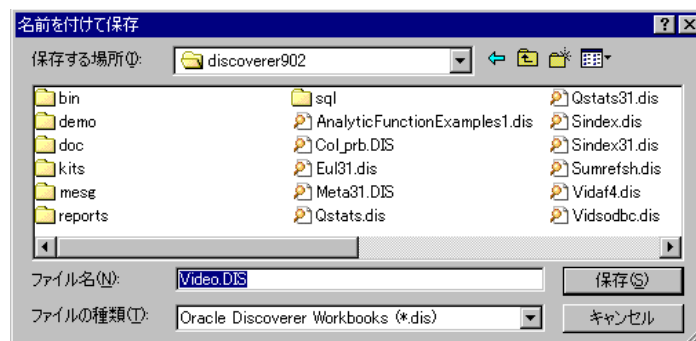 名前を付けて保存
保存する場所(I): discoverer902
bin sql Qstats31.dis
demo AnalyticFunctionExamples1.dis Sindex.dis
doc Col_prb.DIS Sindex31.dis
kits Eul31.dis Sumrefsh.dis
mesg Meta31.DIS Vidaf4.dis
reports Qstats.dis Vidsodbc.dis
ファイル名(N): Video.DIS 保存(S)
ファイルの種類(T): Oracle Discoverer Workbooks (*.dis) キャンセル